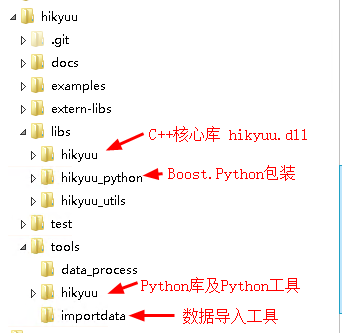 hikyuu
.git
docs
examples
extern-libs
libs
C++核心库 hikyuu.dll
hikyuu
hikyuu_python
Boost.Python包装
hikyuu_utils
test
tools
data_process
Python库及Python工具
hikyuu
importdata
数据导入工具